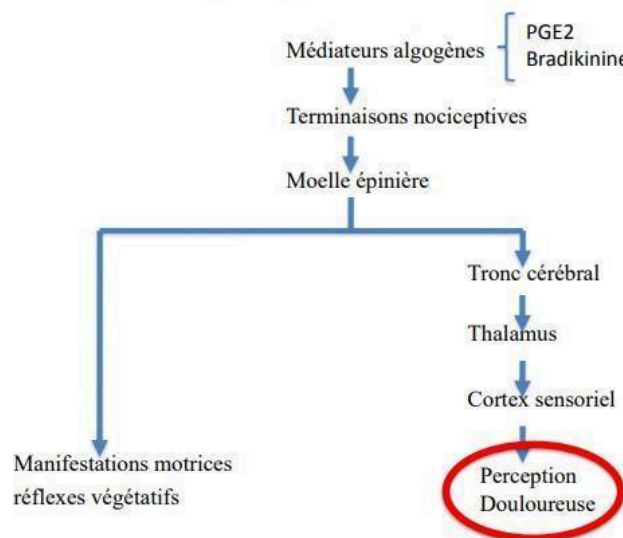 PGE2
Médiateurs algogènes
Bradikinine
Terminaisons nociceptives
Moelle épinière
Tronc cérébral
Thalamus
Cortex sensoriel
Manifestations motrices
réflexes végétatifs
Perception
Douloureuse